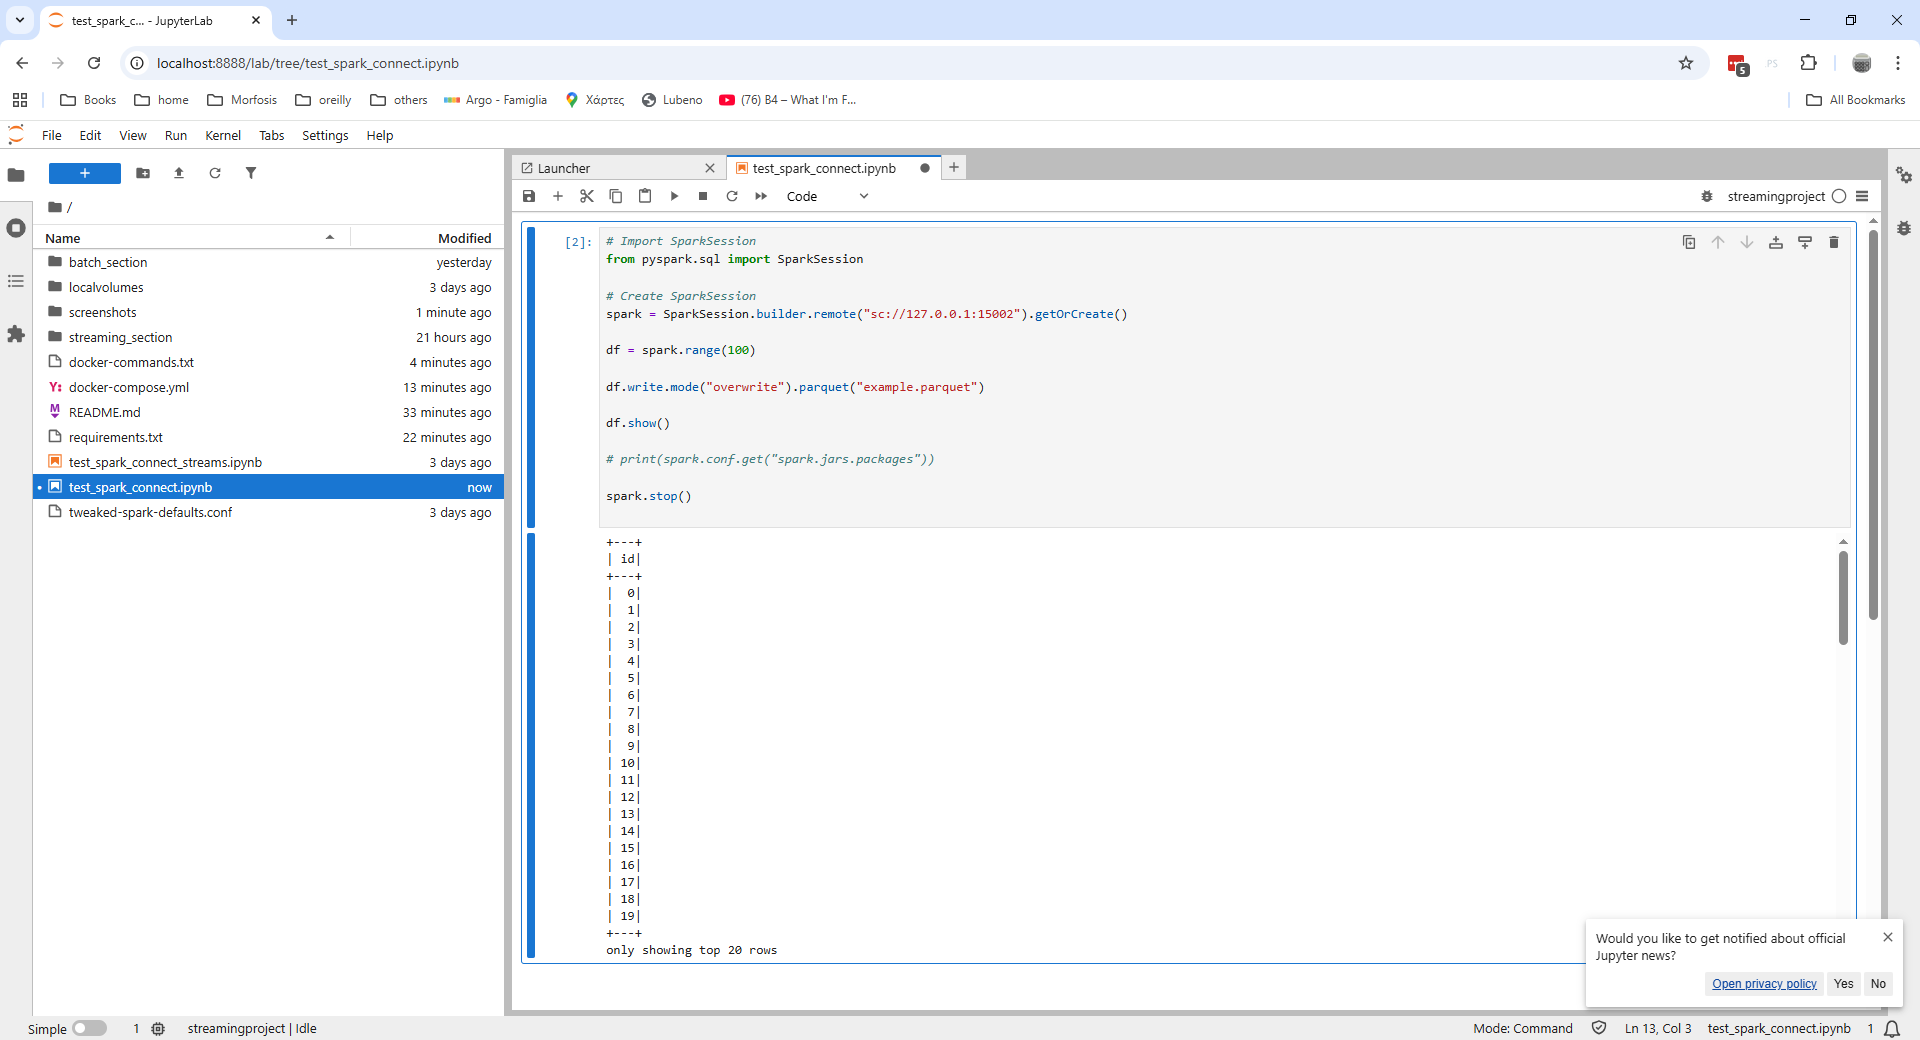 test_spark_c... - JupyterLab
localhost:8888/lab/tree/test_spark_connect.ipynb
5
PS
Books
home
Morfosis
oreilly
others
Argo - Famiglia
Χάρτες
Lubeno
(76) B4 – What I'm F...
All Bookmarks
File Edit View Run Kernel Tabs Settings Help
+
/
Name Modified
batch_section yesterday
localvolumes 3 days ago
screenshots 1 minute ago
streaming_section 21 hours ago
docker-commands.txt 4 minutes ago
Y: docker-compose.yml 13 minutes ago
M README.md 33 minutes ago
requirements.txt 22 minutes ago
test_spark_connect_streams.ipynb 3 days ago
test_spark_connect.ipynb now
tweaked-spark-defaults.conf 3 days ago
Launcher
test_spark_connect.ipynb
Code
streamingproject
[2]:
# Import SparkSession
from pyspark.sql import SparkSession
# Create SparkSession
spark = SparkSession.builder.remote("sc://127.0.0.1:15002").getOrCreate()
df = spark.range(100)
df.write.mode("overwrite").parquet("example.parquet")
df.show()
# print(spark.conf.get("spark.jars.packages"))
spark.stop()
+---+
| id|
+---+
|  0|
|  1|
|  2|
|  3|
|  4|
|  5|
|  6|
|  7|
|  8|
|  9|
| 10|
| 11|
| 12|
| 13|
| 14|
| 15|
| 16|
| 17|
| 18|
| 19|
+---+
only showing top 20 rows
Would you like to get notified about official
Jupyter news?
Open privacy policy Yes No
Simple 1 streamingproject | Idle
Mode: Command Ln 13, Col 3 test_spark_connect.ipynb 1